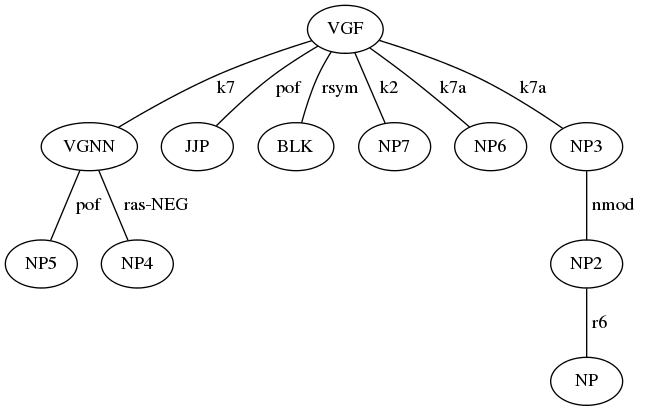 VGF
k7 pof rsym k2 k7a k7a
VGNN JJP BLK NP7 NP6 NP3
pof ras-NEG nmod
NP5 NP4 NP2
r6
NP